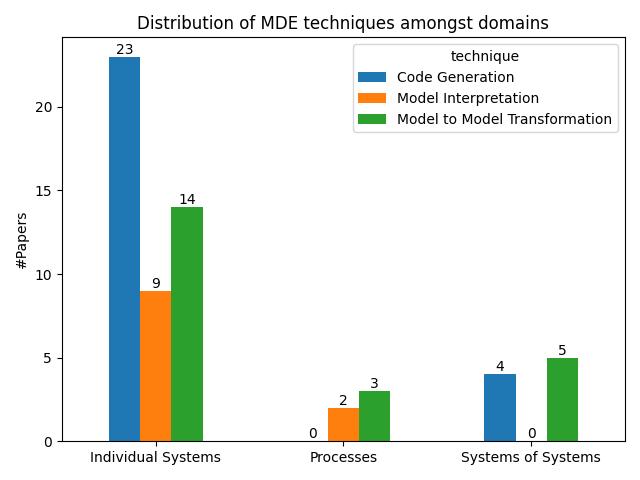 Distribution of MDE techniques amongst domains
technique
Code Generation
Model Interpretation
Model to Model Transformation
#Papers
20
15
10
5
0
23
9
14
0
2
3
4
0
5
Individual Systems
Processes
Systems of Systems